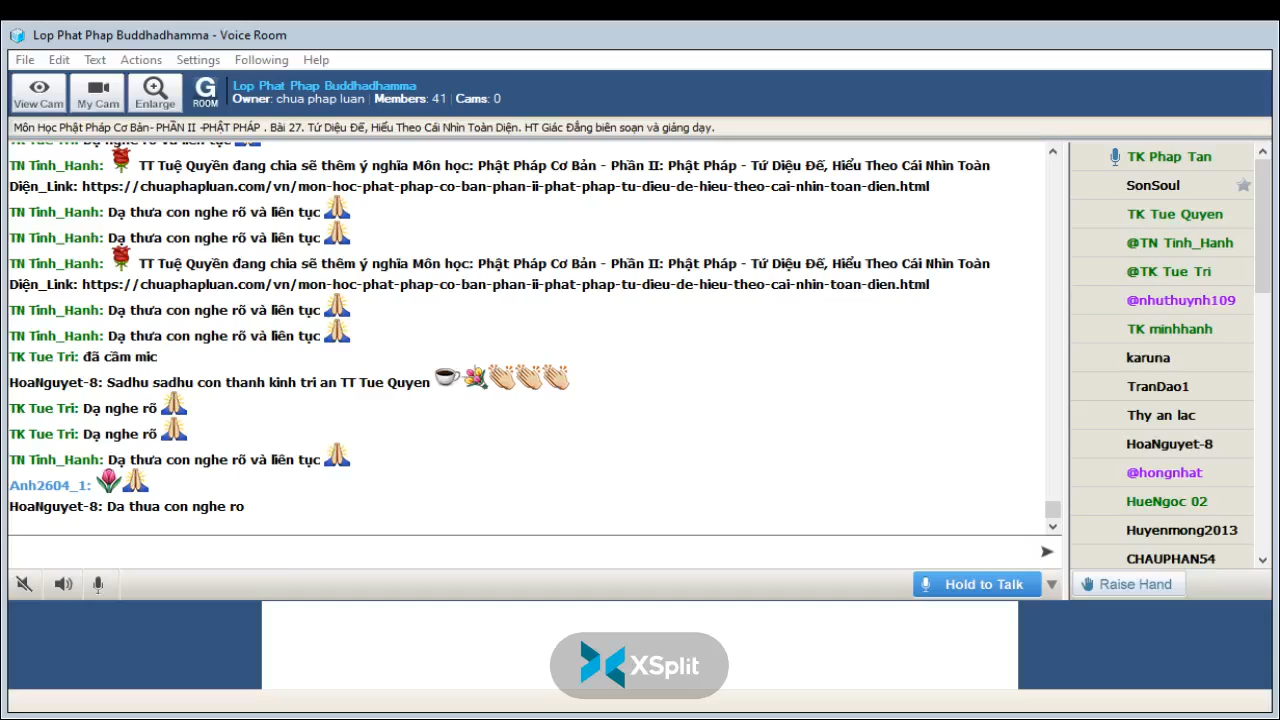 Lop Phat Phap Buddhadhamma - Voice Room
File Edit Text Actions Settings Following Help
View Cam My Cam Enlarge G ROOM
Lop Phat Phap Buddhadhamma
Owner: chua phap luan | Members: 41 | Cams: 0
Môn Học Phật Pháp Cơ Bản- PHẦN II -PHẬT PHÁP . Bài 27. Tứ Diệu Đế, Hiểu Theo Cái Nhìn Toàn Diện. HT Giác Đẳng biên soạn và giảng dạy.
TK Tue Tri: Dạ nghe rõ và liên tục
TN Tinh_Hanh: TT Tuệ Quyền đang chia sẽ thêm ý nghĩa Môn học: Phật Pháp Cơ Bản - Phần II: Phật Pháp - Tứ Diệu Đế, Hiểu Theo Cái Nhìn Toàn
Diện_Link: https://chuaphapluan.com/vn/mon-hoc-phat-phap-co-ban-phan-ii-phat-phap-tu-dieu-de-hieu-theo-cai-nhin-toan-dien.html
TN Tinh_Hanh: Dạ thưa con nghe rõ và liên tục
TN Tinh_Hanh: Dạ thưa con nghe rõ và liên tục
TN Tinh_Hanh: TT Tuệ Quyền đang chia sẽ thêm ý nghĩa Môn học: Phật Pháp Cơ Bản - Phần II: Phật Pháp - Tứ Diệu Đế, Hiểu Theo Cái Nhìn Toàn
Diện_Link: https://chuaphapluan.com/vn/mon-hoc-phat-phap-co-ban-phan-ii-phat-phap-tu-dieu-de-hieu-theo-cai-nhin-toan-dien.html
TN Tinh_Hanh: Dạ thưa con nghe rõ và liên tục
TN Tinh_Hanh: Dạ thưa con nghe rõ và liên tục
TK Tue Tri: đã cầm mic
HoaNguyet-8: Sadhu sadhu con thanh kinh tri an TT Tue Quyen
TK Tue Tri: Dạ nghe rõ
TK Tue Tri: Dạ nghe rõ
TN Tinh_Hanh: Dạ thưa con nghe rõ và liên tục
Anh2604_1:
HoaNguyet-8: Da thua con nghe ro
Hold to Talk
TK Phap Tan
SonSoul
TK Tue Quyen
@TN Tinh_Hanh
@TK Tue Tri
@nhuthuynh109
TK minhhanh
karuna
TranDao1
Thy an lac
HoaNguyet-8
@hongnhat
HueNgoc 02
Huyenmong2013
CHAUPHAN54
Raise Hand
XSplit